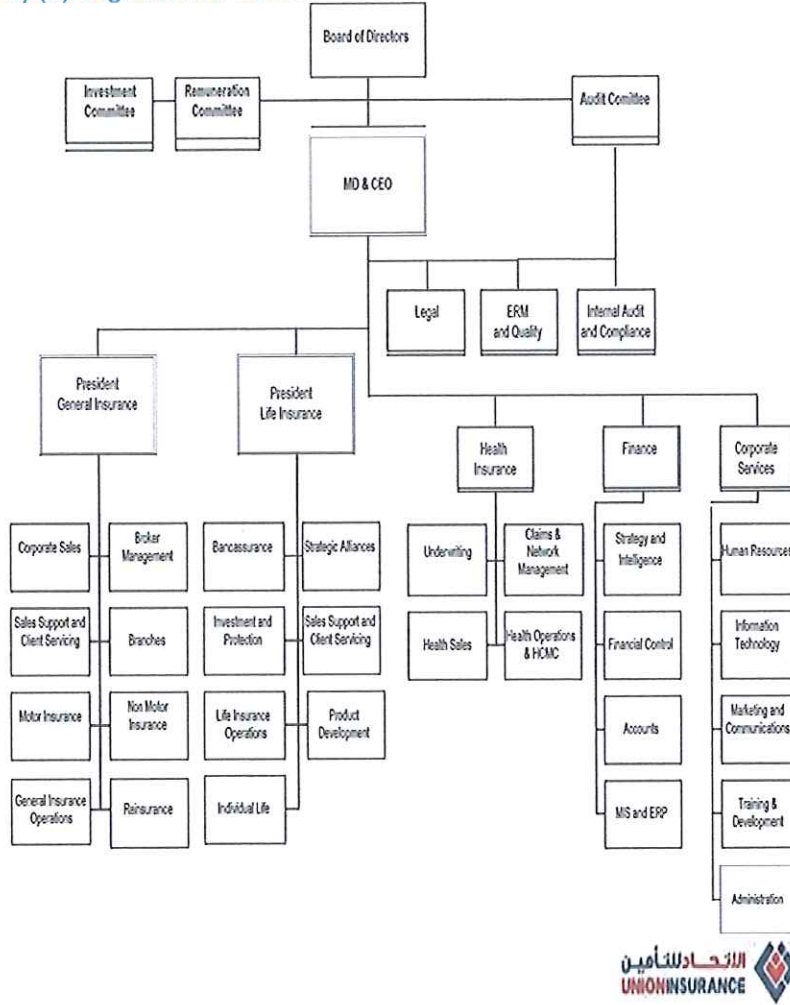 Board of Directors
Investment
Committee
Remuneration
Committee
Audit Comittee
MD & CEO
Legal
ERM
and Quality
Internal Audit
and Compliance
President
General Insurance
President
Life Insurance
Health
Insurance
Finance
Corporate
Services
Corporate Sales
Broker
Management
Bancassurance
Strategic Alliances
Underwriting
Claims &
Network
Management
Strategy and
Intelligence
Human Resources
Sales Support and
Client Servicing
Branches
Investment and
Protection
Sales Support and
Client Servicing
Health Sales
Health Operations
& HCMC
Financial Control
Information
Technology
Motor Insurance
Non Motor
Insurance
Life Insurance
Operations
Product
Development
Accounts
Marketing and
Communications
General Insurance
Operations
Reinsurance
Individual Life
MIS and ERP
Training &
Development
Administration
الاتحاد للتأمين
UNIONINSURANCE